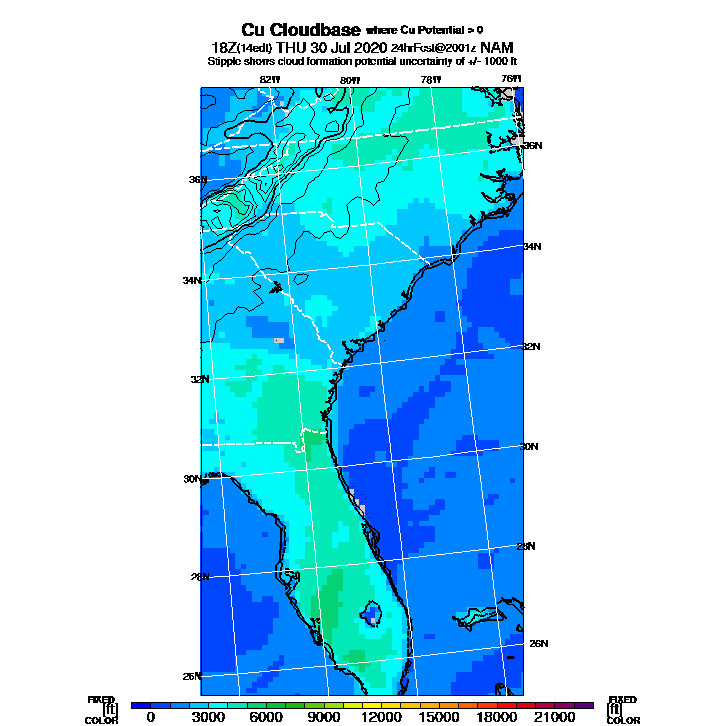 Cu Cloudbase where Cu Potential > 0
18Z(14edt) THU 30 Jul 2020 24hrFcst@2001z NAM
Stipple shows cloud formation potential uncertainty of +/- 1000 ft
82W 80W 78W 76W
36N 36N
34N 34N
32N 32N
30N 30N
28N 28N
26N 26N
FIXED FIXED
[ft] 0 3000 6000 9000 12000 15000 18000 21000 [ft]
COLOR COLOR